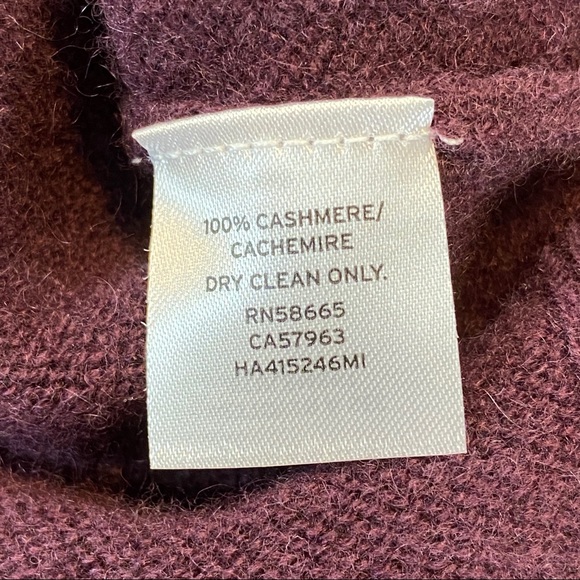 100% CASHMERE/
CACHEMIRE
DRY CLEAN ONLY.
RN58665
CA57963
HA415246MI